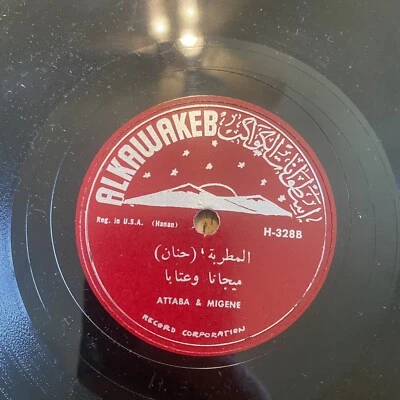 ALKAWAKEB
اسطوانات الكواكب
Reg. in U.S.A. (Hanan)
H-328B
المطربة (حنان)
ميجانا وعتابا
ATTABA & MIGENE
RECORD CORPORATION